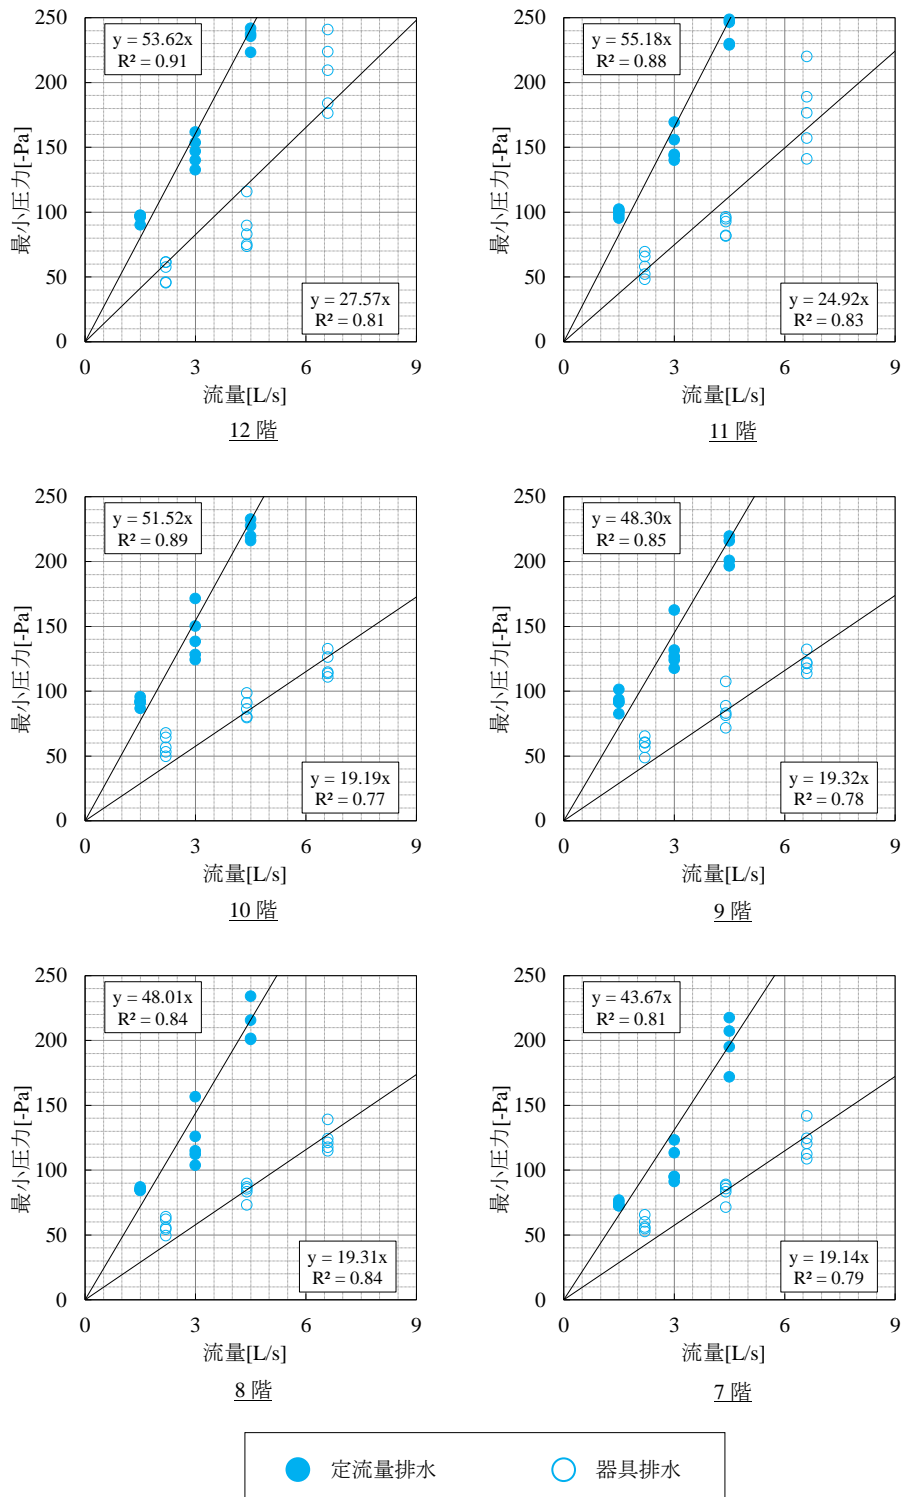 y = 53.62x
R² = 0.91
y = 27.57x
R² = 0.81
250
200
150
100
50
0
0 3 6 9
最小圧力[-Pa]
流量[L/s]
12 階
y = 55.18x
R² = 0.88
y = 24.92x
R² = 0.83
250
200
150
100
50
0
0 3 6 9
最小圧力[-Pa]
流量[L/s]
11 階
y = 51.52x
R² = 0.89
y = 19.19x
R² = 0.77
250
200
150
100
50
0
0 3 6 9
最小圧力[-Pa]
流量[L/s]
10 階
y = 48.30x
R² = 0.85
y = 19.32x
R² = 0.78
250
200
150
100
50
0
0 3 6 9
最小圧力[-Pa]
流量[L/s]
9 階
y = 48.01x
R² = 0.84
y = 19.31x
R² = 0.84
250
200
150
100
50
0
0 3 6 9
最小圧力[-Pa]
流量[L/s]
8 階
y = 43.67x
R² = 0.81
y = 19.14x
R² = 0.79
250
200
150
100
50
0
0 3 6 9
最小圧力[-Pa]
流量[L/s]
7 階
定流量排水 器具排水